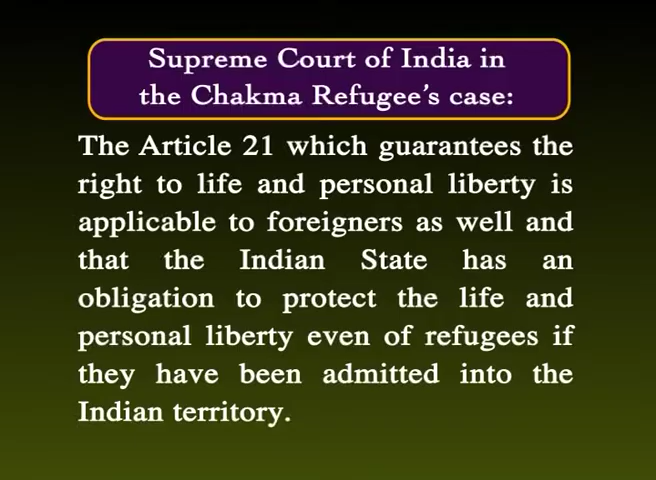 Supreme Court of India in
the Chakma Refugee's case:
The Article 21 which guarantees the
right to life and personal liberty is
applicable to foreigners as well and
that the Indian State has an
obligation to protect the life and
personal liberty even of refugees if
they have been admitted into the
Indian territory.